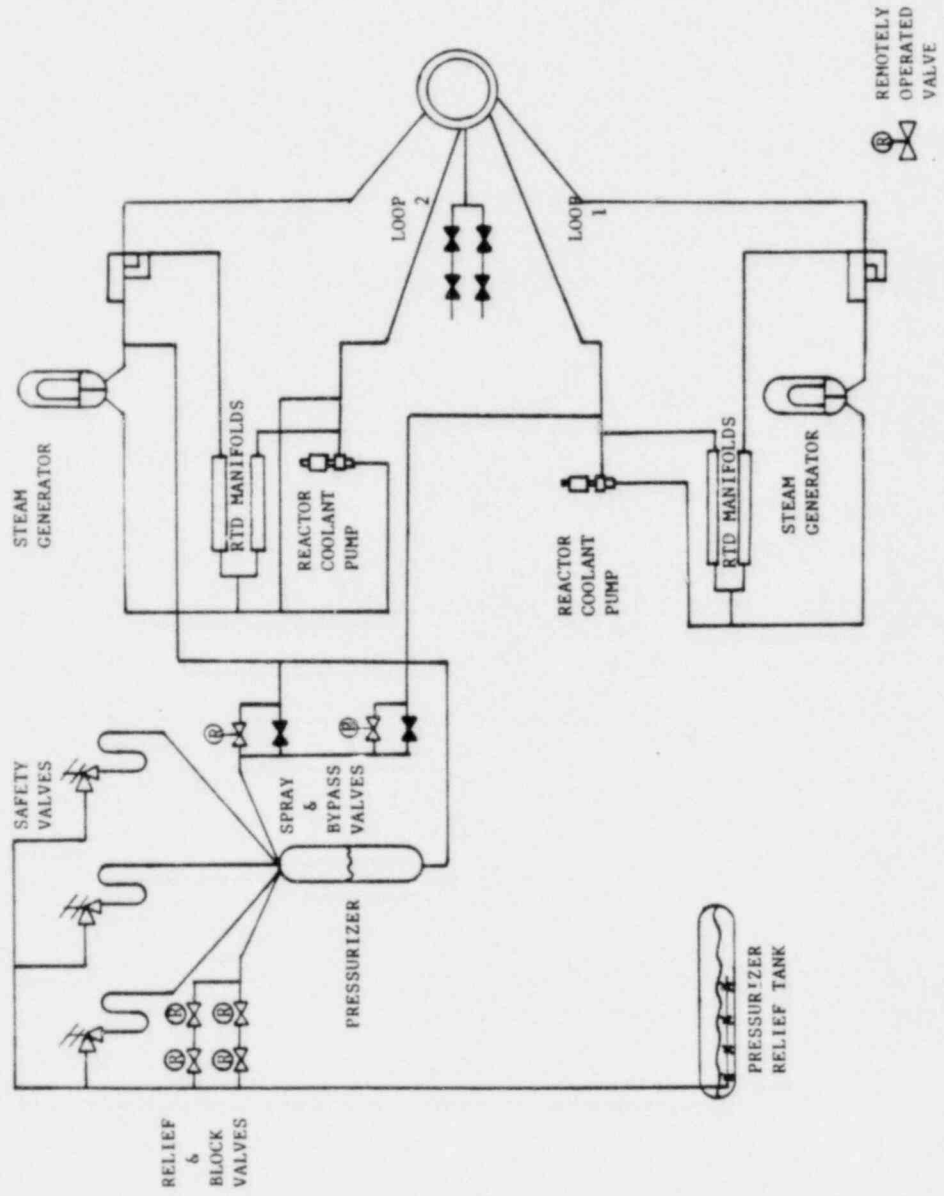 SAFETY
VALVES
RELIEF
&
BLOCK
VALVES
R
R
R
R
PRESSURIZER
PRESSURIZER
RELIEF TANK
SPRAY
&
BYPASS
VALVES
R
R
STEAM
GENERATOR
RTD MANIFOLDS
REACTOR
COOLANT
PUMP
LOOP
2
LOOP
1
REACTOR
COOLANT
PUMP
RTD MANIFOLDS
STEAM
GENERATOR
R
REMOTELY
OPERATED
VALVE